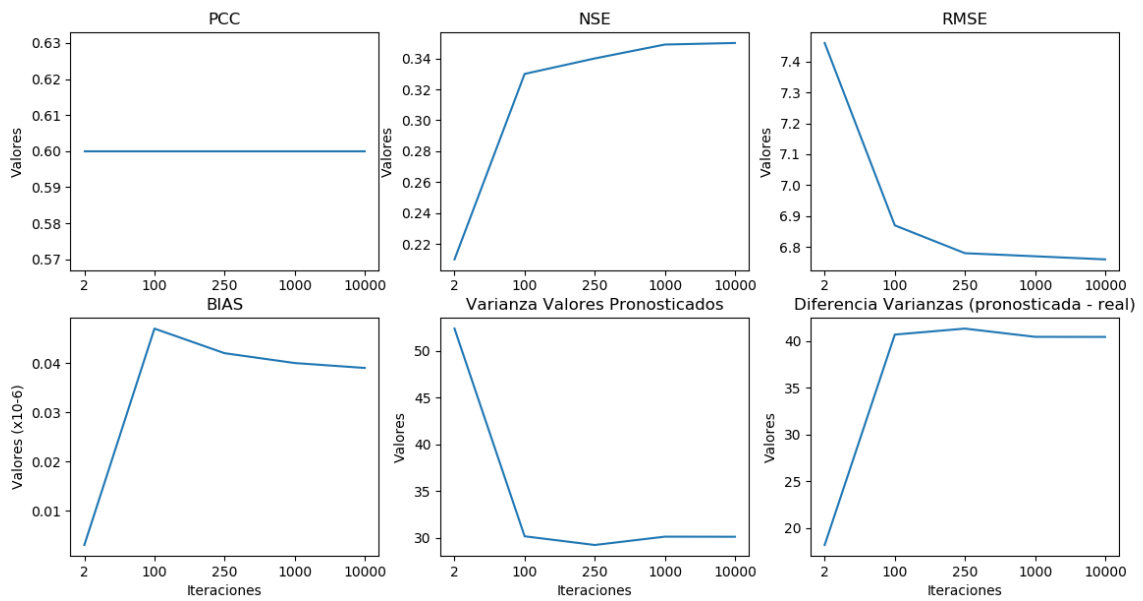 PCC
0.63
0.62
0.61
0.60
0.59
0.58
0.57
Valores
2 100 250 1000 10000
NSE
0.34
0.32
0.30
0.28
0.26
0.24
0.22
Valores
2 100 250 1000 10000
RMSE
7.4
7.3
7.2
7.1
7.0
6.9
6.8
Valores
2 100 250 1000 10000
BIAS
0.04
0.03
0.02
0.01
Valores (x10-6)
2 100 250 1000 10000
Iteraciones
Varianza Valores Pronosticados
50
45
40
35
30
Valores
2 100 250 1000 10000
Iteraciones
Diferencia Varianzas (pronosticada - real)
40
35
30
25
20
Valores
2 100 250 1000 10000
Iteraciones